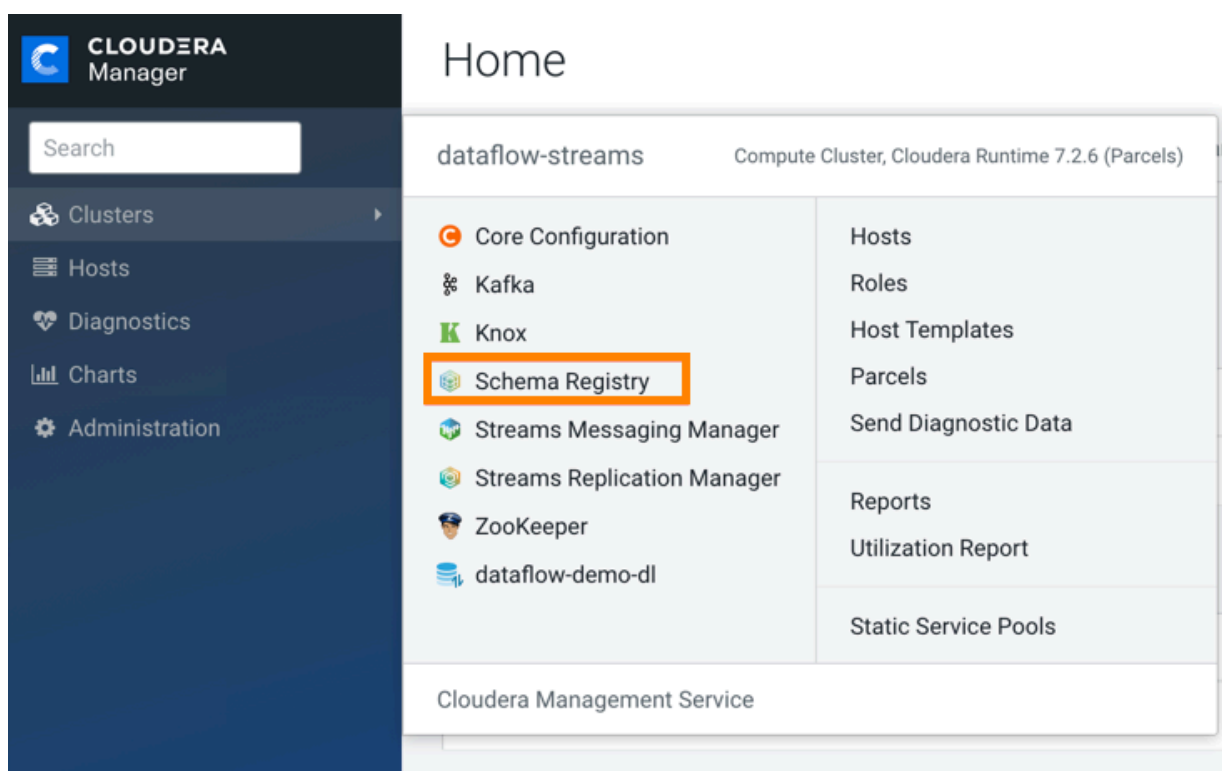 CLOUDERA
Manager
Home
Search
Clusters
Hosts
Diagnostics
Charts
Administration
dataflow-streams
Compute Cluster, Cloudera Runtime 7.2.6 (Parcels)
Core Configuration
Kafka
Knox
Schema Registry
Streams Messaging Manager
Streams Replication Manager
ZooKeeper
dataflow-demo-dl
Hosts
Roles
Host Templates
Parcels
Send Diagnostic Data
Reports
Utilization Report
Static Service Pools
Cloudera Management Service